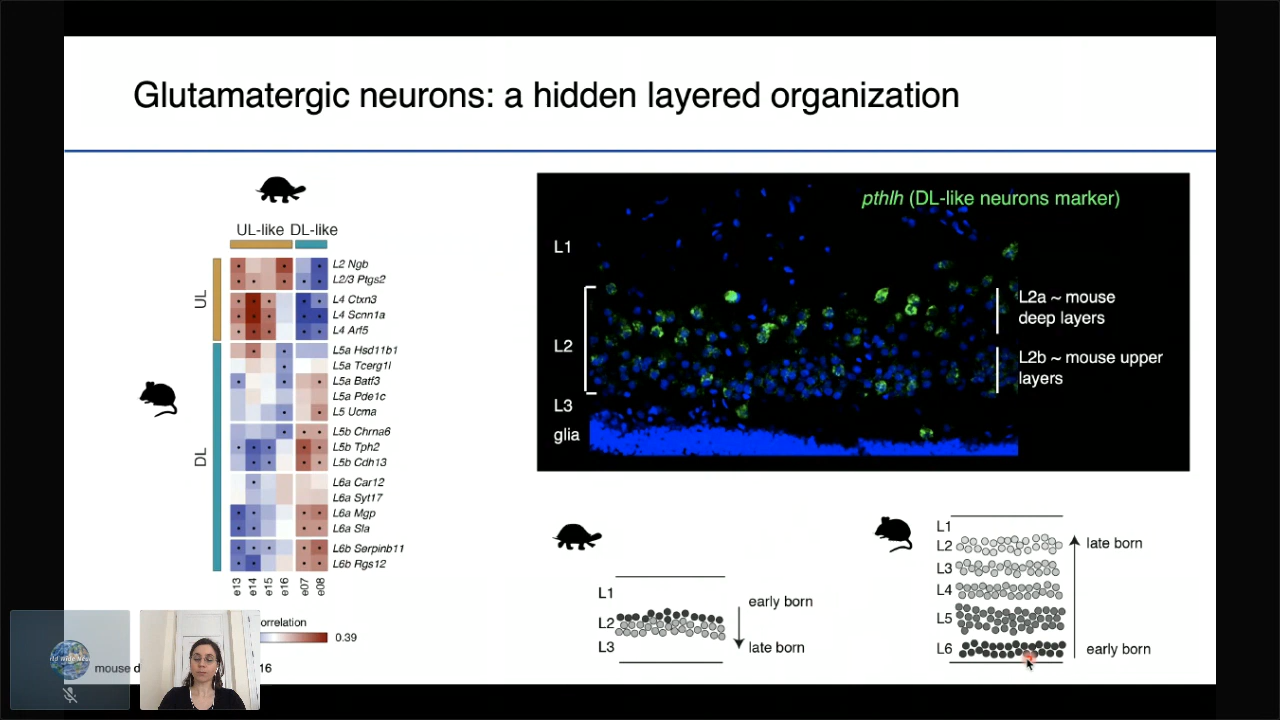 Glutamatergic neurons: a hidden layered organization
UL-like DL-like
UL
DL
L2 Ngb
L2/3 Ptgs2
L4 Ctxn3
L4 Scnn1a
L4 Arf5
L5a Hsd11b1
L5a Tcerg1l
L5a Batf3
L5a Pde1c
L5 Ucma
L5b Chrna6
L5b Tph2
L5b Cdh13
L6a Car12
L6a Syt17
L6a Mgp
L6a Sla
L6b Serpinb11
L6b Rgs12
e13
e14
e15
e16
e07
e08
orrelation
0.39
mouse d
16
pthlh (DL-like neurons marker)
L1
L2
L3
glia
L2a ~ mouse
deep layers
L2b ~ mouse upper
layers
L1
L2
L3
early born
late born
L1
L2
L3
L4
L5
L6
late born
early born